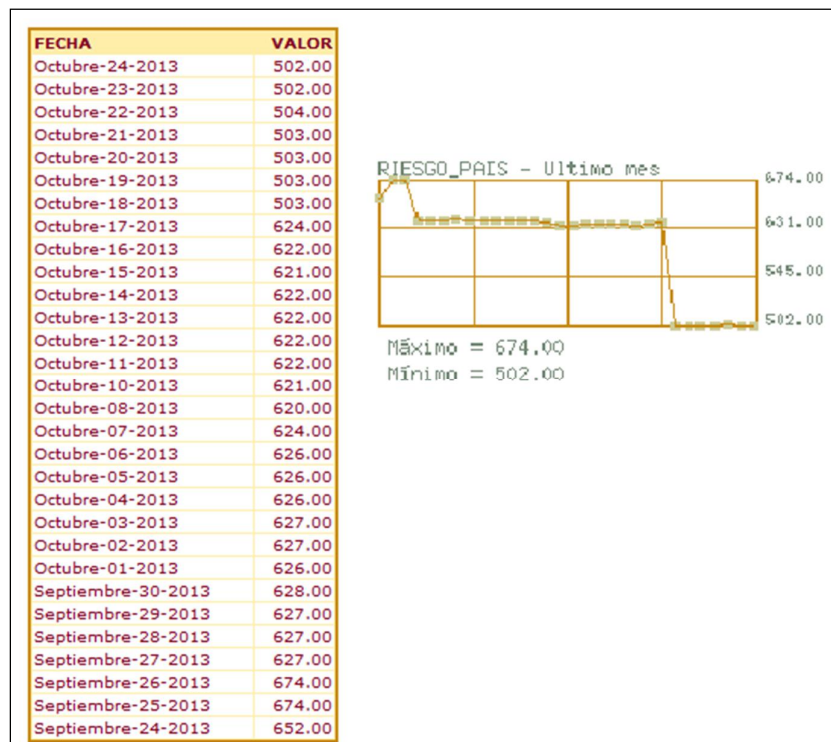 FECHA VALOR
Octubre-24-2013 502.00
Octubre-23-2013 502.00
Octubre-22-2013 504.00
Octubre-21-2013 503.00
Octubre-20-2013 503.00
Octubre-19-2013 503.00
Octubre-18-2013 503.00
Octubre-17-2013 624.00
Octubre-16-2013 622.00
Octubre-15-2013 621.00
Octubre-14-2013 622.00
Octubre-13-2013 622.00
Octubre-12-2013 622.00
Octubre-11-2013 622.00
Octubre-10-2013 621.00
Octubre-08-2013 620.00
Octubre-07-2013 624.00
Octubre-06-2013 626.00
Octubre-05-2013 626.00
Octubre-04-2013 626.00
Octubre-03-2013 627.00
Octubre-02-2013 627.00
Octubre-01-2013 626.00
Septiembre-30-2013 628.00
Septiembre-29-2013 627.00
Septiembre-28-2013 627.00
Septiembre-27-2013 627.00
Septiembre-26-2013 674.00
Septiembre-25-2013 674.00
Septiembre-24-2013 652.00
RIESGO_PAIS - Ultimo mes
674.00
631.00
545.00
502.00
Máximo = 674.00
Mínimo = 502.00